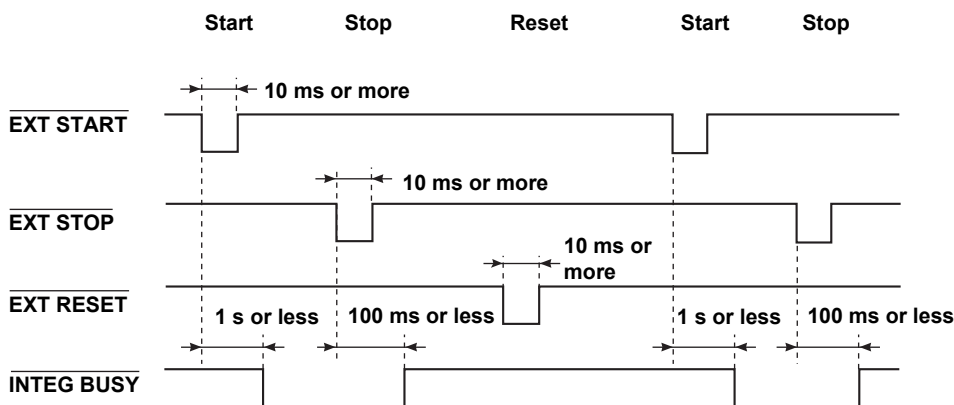 Start Stop Reset Start Stop
10 ms or more
EXT START
10 ms or more
EXT STOP
10 ms or
more
EXT RESET
1 s or less 100 ms or less 1 s or less 100 ms or less
INTEG BUSY